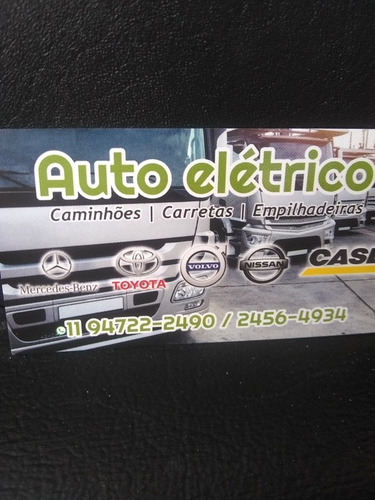 Auto elétrico
Caminhões | Carretas | Empilhadeiras
Mercedes-Benz TOYOTA VOLVO NISSAN CASE
11 94722-2490 / 2456-4934